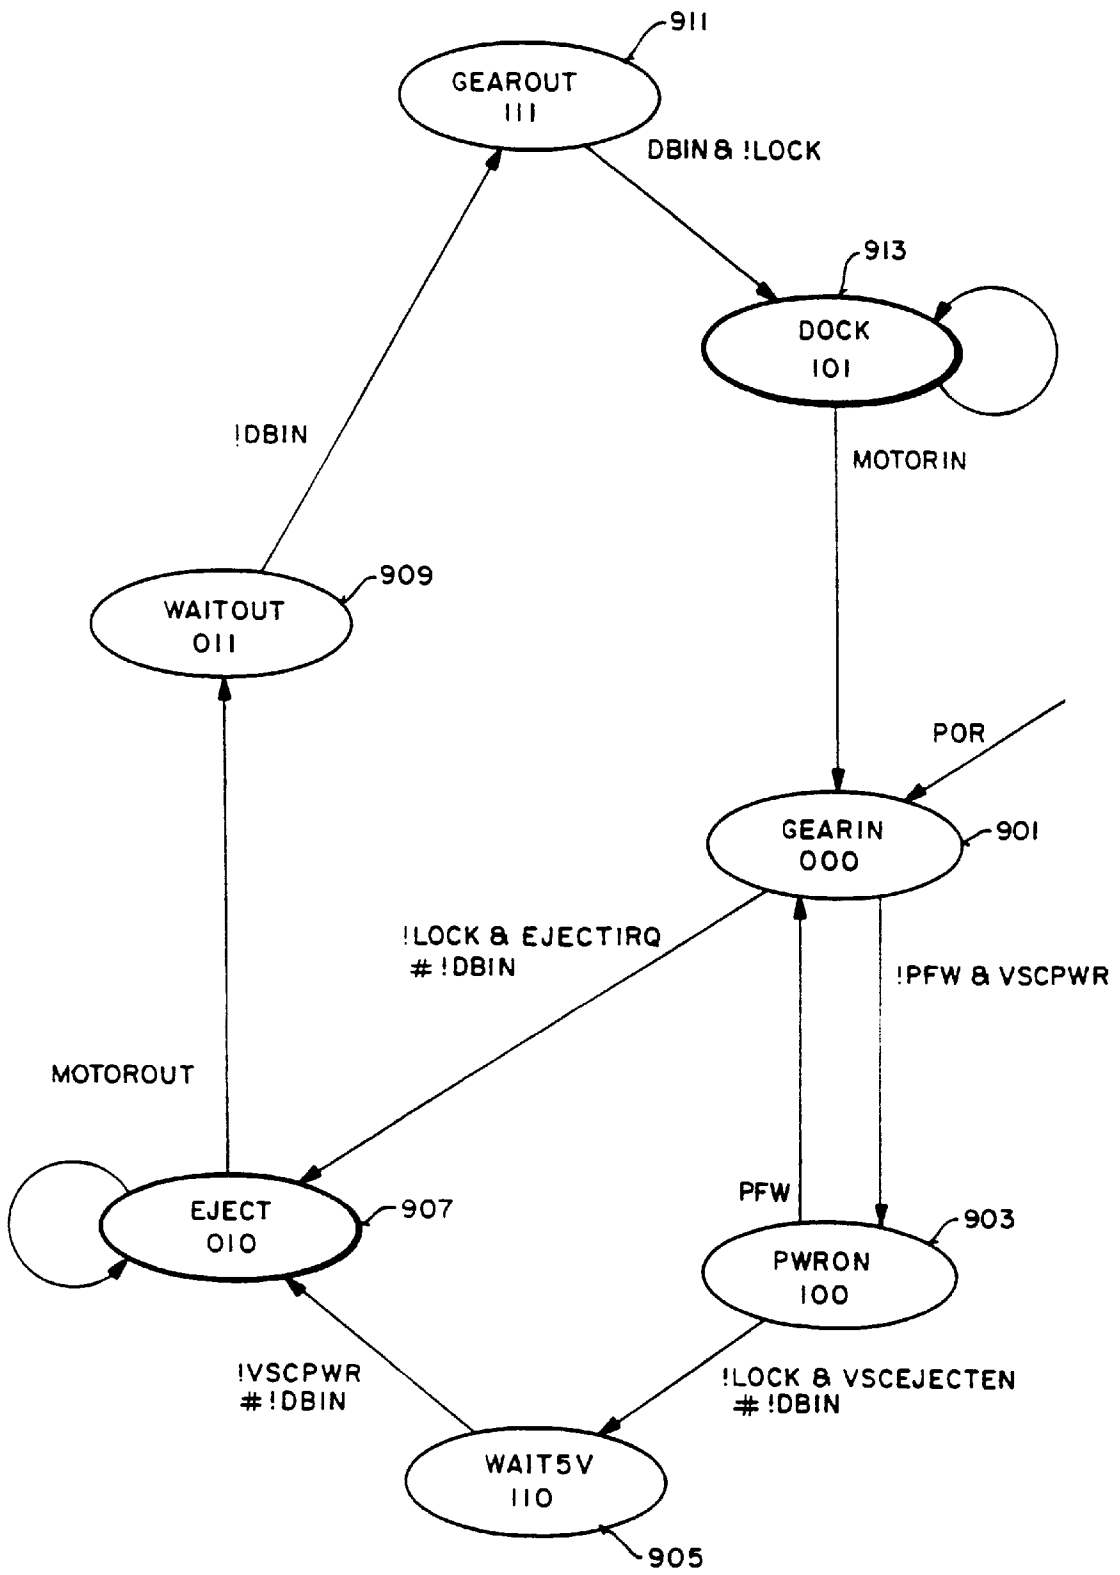 911
GEAROUT
111
DBIN & !LOCK
913
DOCK
101
!DBIN
MOTORIN
909
WAITOUT
011
POR
GEARIN
000
901
!LOCK & EJECTIRQ
# !DBIN
!PFW & VSCPWR
MOTOROUT
PFW
EJECT
010
907
903
PWRON
100
!VSCPWR
# !DBIN
!LOCK & VSCEJECTEN
# !DBIN
WAIT5V
110
905